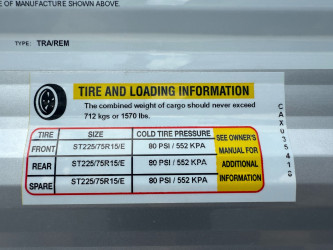 E OF MANUFACTURE SHOWN ABOVE.
TYPE: TRA/REM
TIRE AND LOADING INFORMATION
The combined weight of cargo should never exceed
712 kgs or 1570 lbs.
TIRE SIZE COLD TIRE PRESSURE SEE OWNER'S MANUAL FOR ADDITIONAL INFORMATION
FRONT ST225/75R15/E 80 PSI / 552 KPA
REAR ST225/75R15/E 80 PSI / 552 KPA
SPARE ST225/75R15/E 80 PSI / 552 KPA